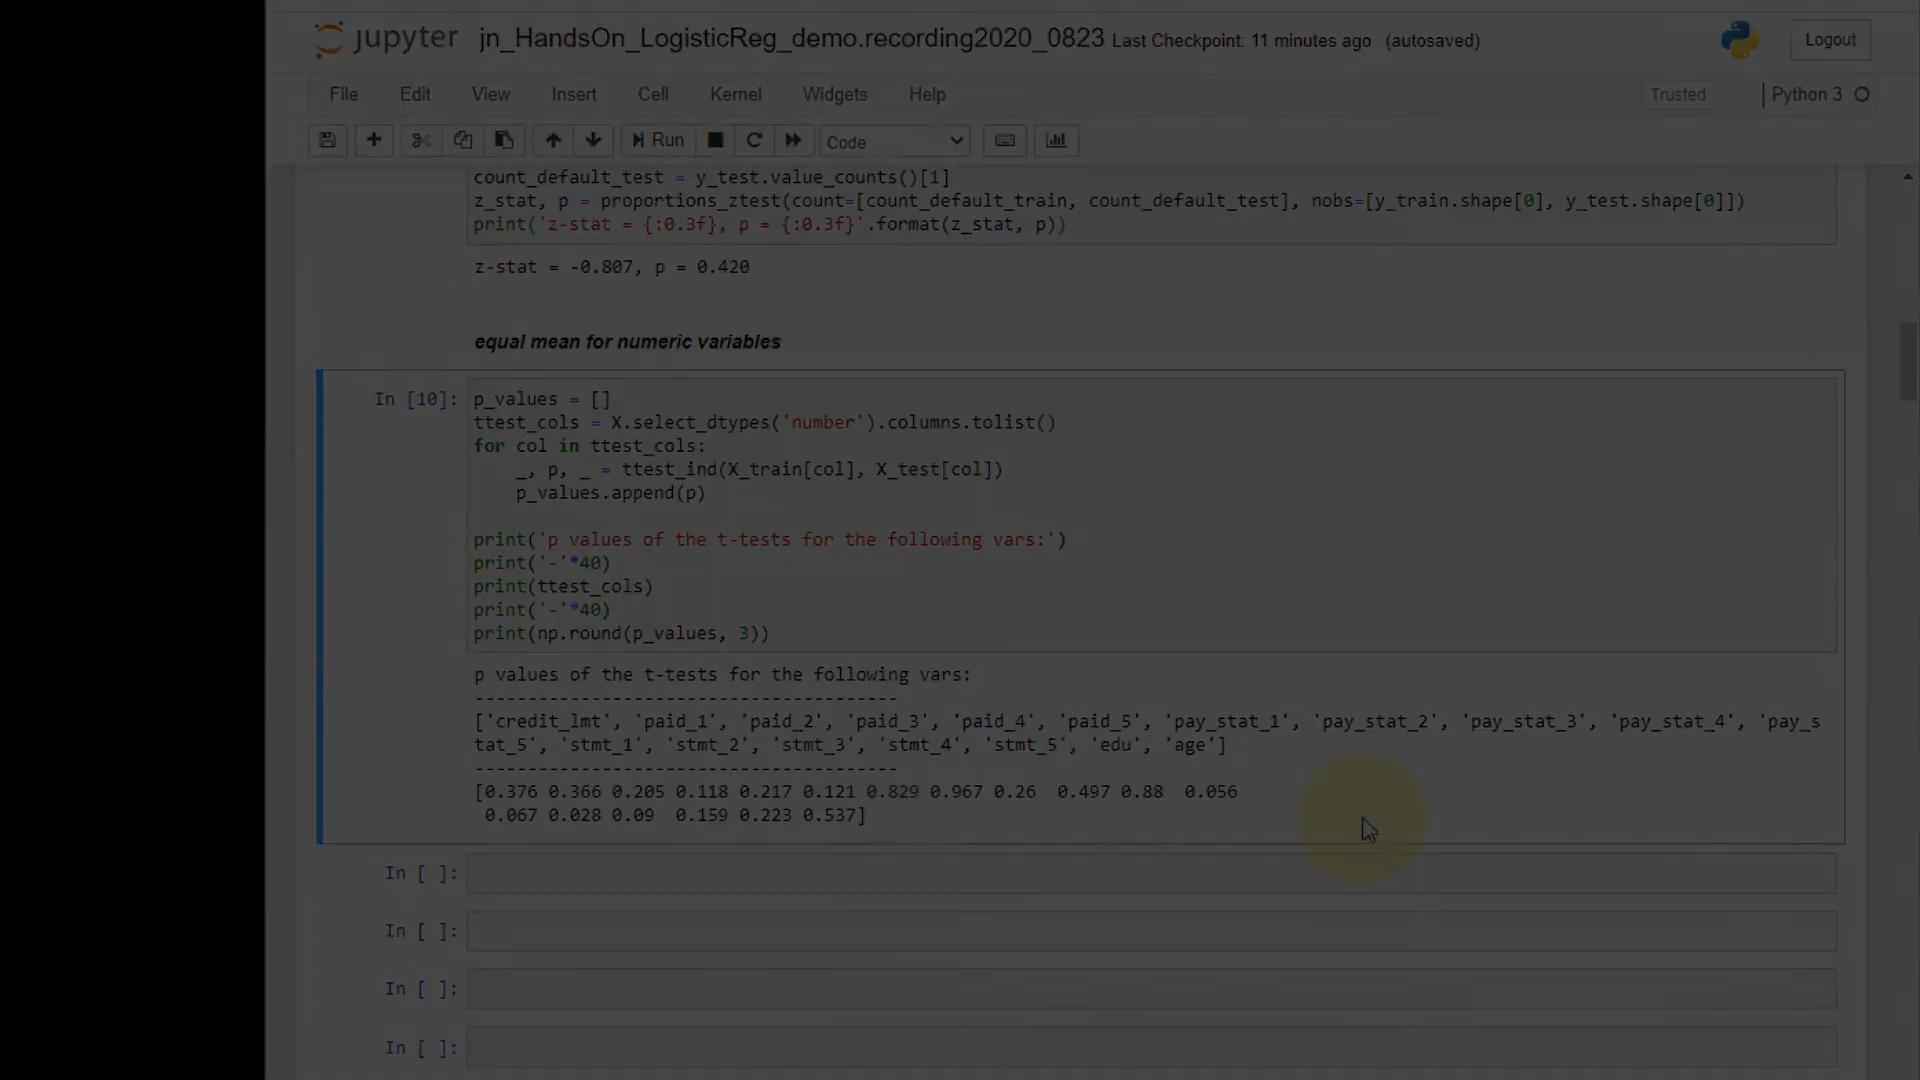 jupyter jn_HandsOn_LogisticReg_demo.recording2020_0823 Last Checkpoint: 11 minutes ago (autosaved) Logout
File Edit View Insert Cell Kernel Widgets Help Trusted Python 3
Run Code
count_default_test = y_test.value_counts()[1]
z_stat, p = proportions_ztest(count=[count_default_train, count_default_test], nobs=[y_train.shape[0], y_test.shape[0]])
print('z-stat = {:0.3f}, p = {:0.3f}'.format(z_stat, p))
z-stat = -0.807, p = 0.420
equal mean for numeric variables
In [10]: p_values = []
ttest_cols = X.select_dtypes('number').columns.tolist()
for col in ttest_cols:
    _, p, _ = ttest_ind(X_train[col], X_test[col])
    p_values.append(p)
print('p values of the t-tests for the following vars:')
print('-'*40)
print(ttest_cols)
print('-'*40)
print(np.round(p_values, 3))
p values of the t-tests for the following vars:
----------------------------------------
['credit_lmt', 'paid_1', 'paid_2', 'paid_3', 'paid_4', 'paid_5', 'pay_stat_1', 'pay_stat_2', 'pay_stat_3', 'pay_stat_4', 'pay_s
tat_5', 'stmt_1', 'stmt_2', 'stmt_3', 'stmt_4', 'stmt_5', 'edu', 'age']
----------------------------------------
[0.376 0.366 0.205 0.118 0.217 0.121 0.829 0.967 0.26  0.497 0.88  0.056
 0.067 0.028 0.09  0.159 0.223 0.537]
In [ ]:
In [ ]:
In [ ]:
In [ ]: